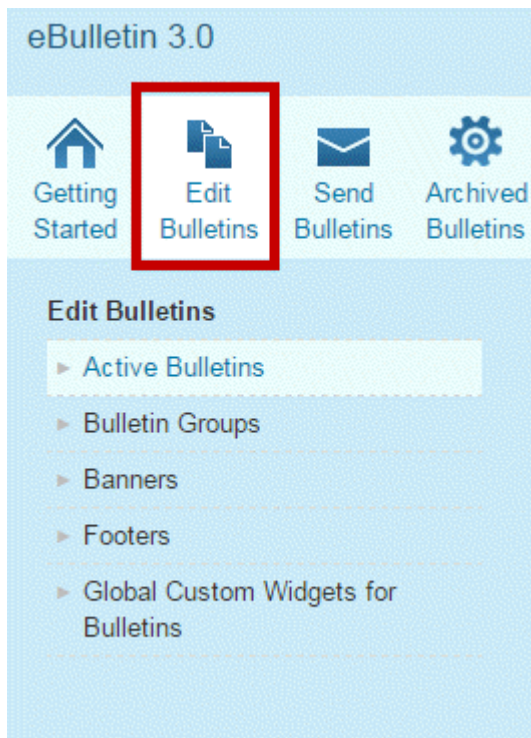 eBulletin 3.0
Getting Started
Edit Bulletins
Send Bulletins
Archived Bulletins
Edit Bulletins
Active Bulletins
Bulletin Groups
Banners
Footers
Global Custom Widgets for
Bulletins